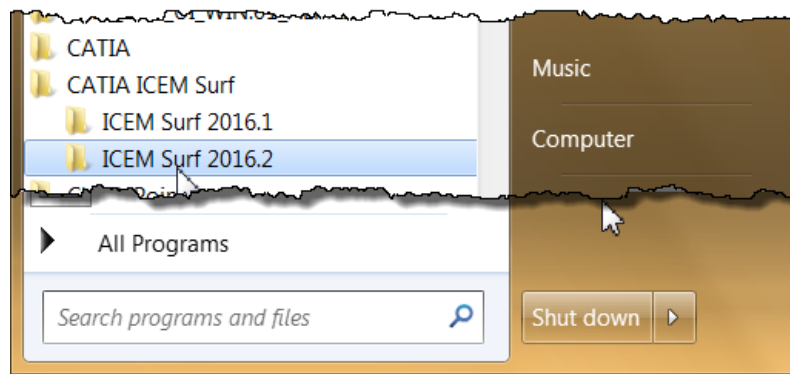 CATIA
CATIA ICEM Surf
ICEM Surf 2016.1
ICEM Surf 2016.2
All Programs
Search programs and files
Music
Computer
Shut down